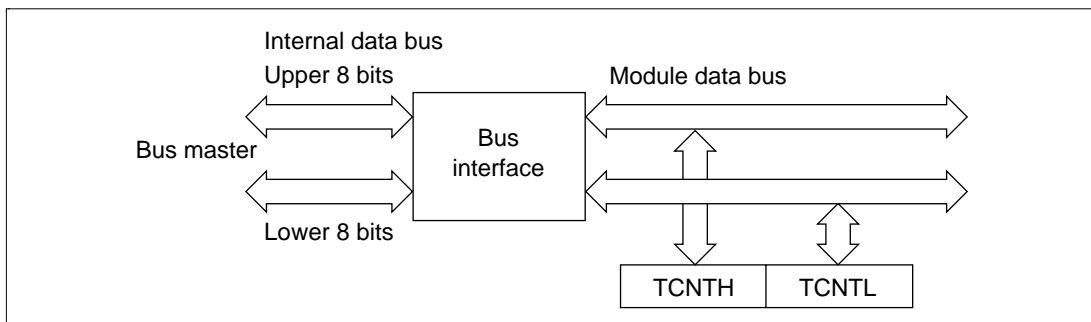 Internal data bus
Upper 8 bits
Module data bus
Bus master
Bus
interface
Lower 8 bits
TCNTH
TCNTL